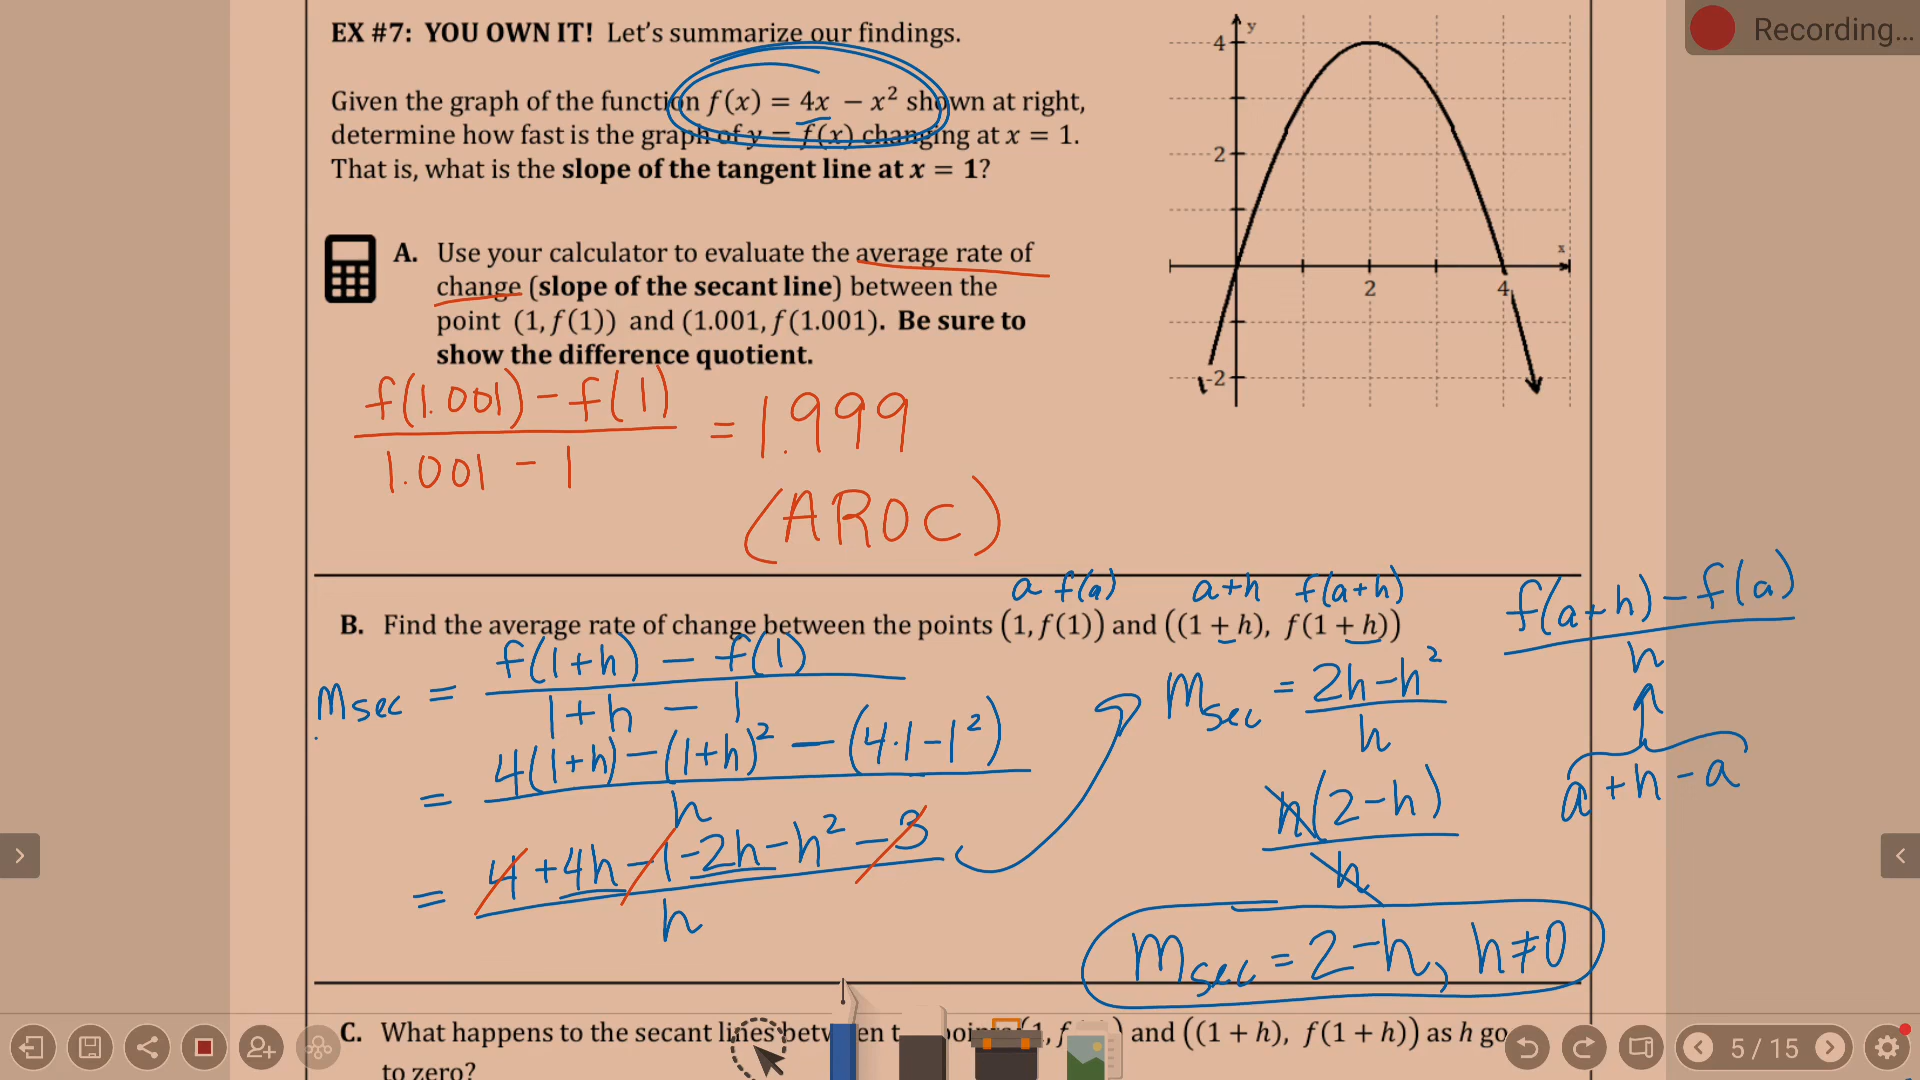 EX #7: YOU OWN IT! Let's summarize our findings.
Given the graph of the function f(x) = 4x − x² shown at right,
determine how fast is the graph of y = f(x) changing at x = 1.
That is, what is the slope of the tangent line at x = 1?
y
4
2
-2
2
4
x
Recording...
A. Use your calculator to evaluate the average rate of
change (slope of the secant line) between the
point (1, f(1)) and (1.001, f(1.001). Be sure to
show the difference quotient.
f(1.001) - f(1)
1.001 - 1
= 1.999
(AROC)
a f(a) a+h f(a+h)
B. Find the average rate of change between the points (1, f(1)) and ((1 + h), f(1 + h))
msec = f(1+h) - f(1)
1+h - 1
= 4(1+h) - (1+h)² - (4·1 - 1²)
h
= 4 + 4h - 1 - 2h - h² - 3
h
msec = 2h - h²
h
h(2-h)
h
msec = 2-h, h≠0
f(a+h) - f(a)
h
a+h-a
C. What happens to the secant lines between t poin (1, f ) and ((1 + h), f(1 + h)) as h go
to zero?
5 / 15